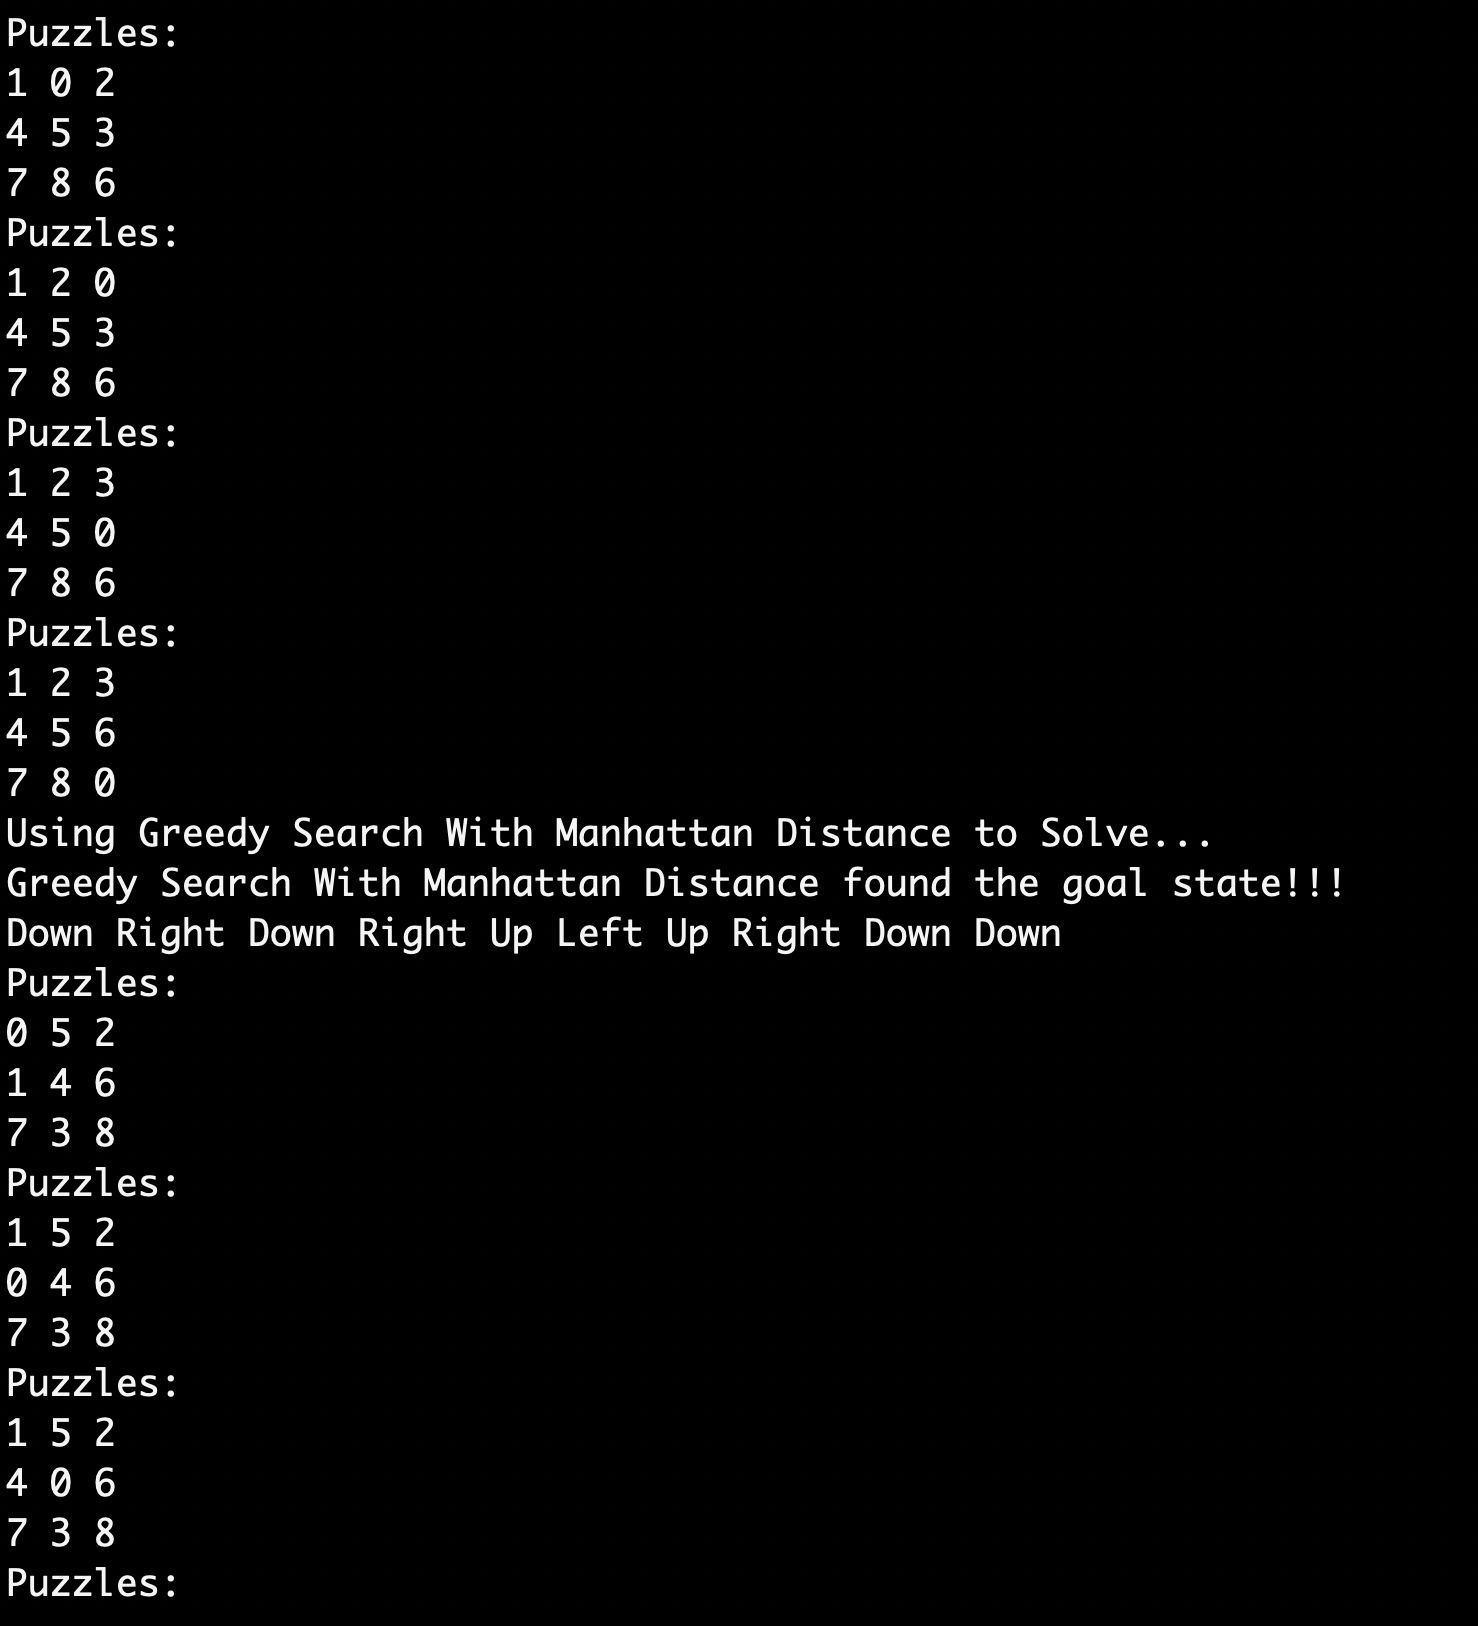 Puzzles:
1 0 2
4 5 3
7 8 6
Puzzles:
1 2 0
4 5 3
7 8 6
Puzzles:
1 2 3
4 5 0
7 8 6
Puzzles:
1 2 3
4 5 6
7 8 0
Using Greedy Search With Manhattan Distance to Solve...
Greedy Search With Manhattan Distance found the goal state!!!
Down Right Down Right Up Left Up Right Down Down
Puzzles:
0 5 2
1 4 6
7 3 8
Puzzles:
1 5 2
0 4 6
7 3 8
Puzzles:
1 5 2
4 0 6
7 3 8
Puzzles: